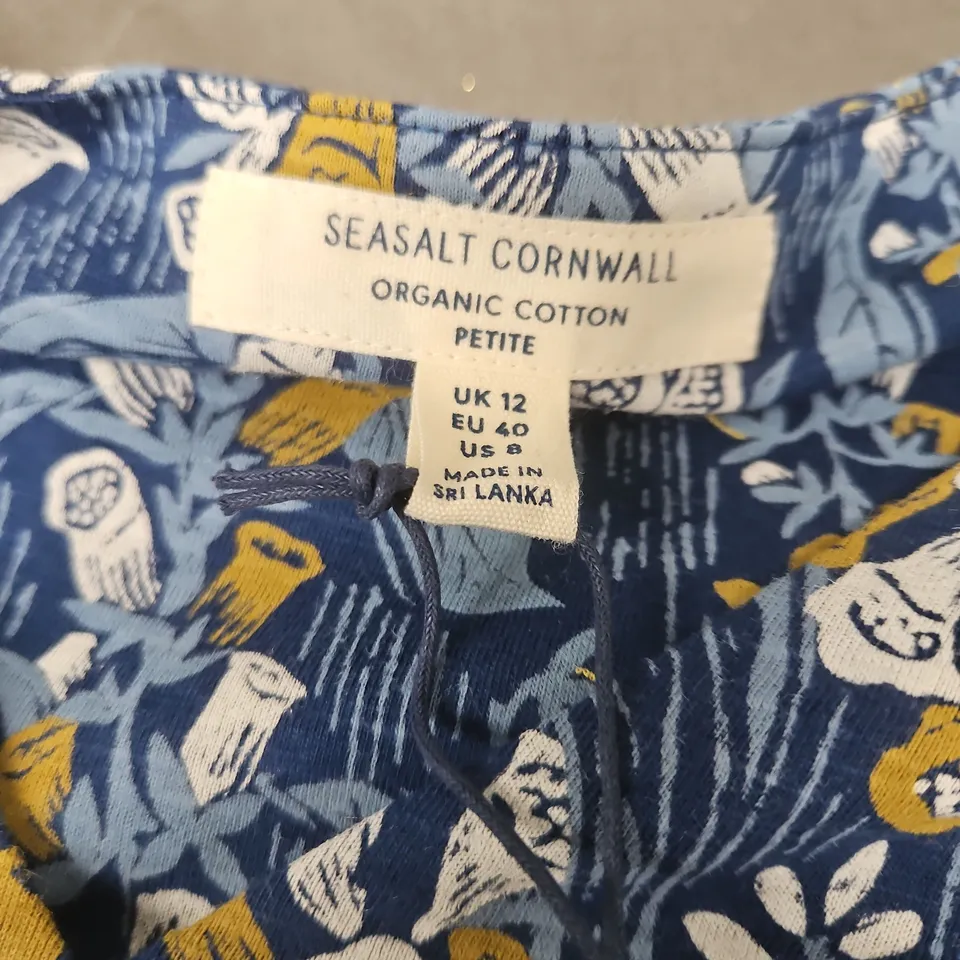 SEASALT CORNWALL
ORGANIC COTTON
PETITE
UK 12
EU 40
US 8
MADE IN
SRI LANKA